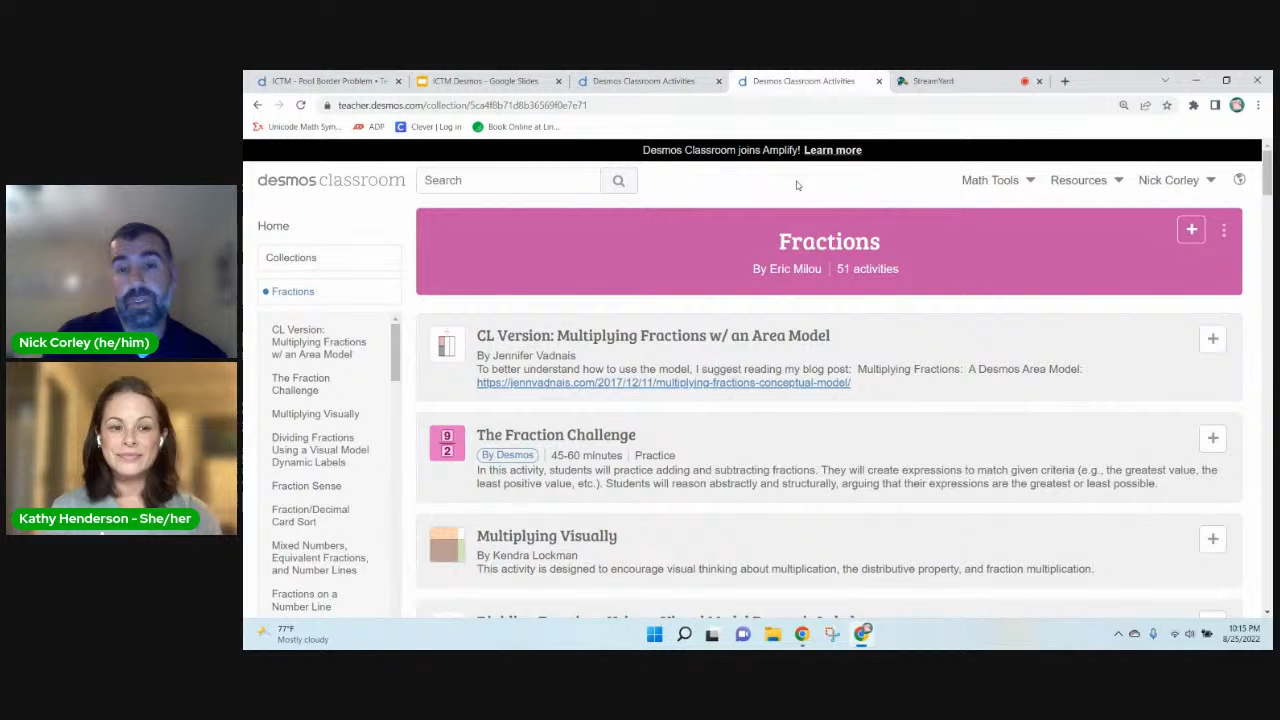 ICTM - Pool Border Problem • Te
ICTM Desmos - Google Slides
Desmos Classroom Activities
Desmos Classroom Activities
StreamYard
teacher.desmos.com/collection/5ca4f8b71d8b36569f0e7e71
Unicode Math Sym...
ADP
Clever | Log in
Book Online at Lin...
Desmos Classroom joins Amplify! Learn more
desmos classroom
Search
Math Tools
Resources
Nick Corley
Home
Collections
Fractions
CL Version:
Multiplying Fractions
w/ an Area Model
The Fraction
Challenge
Multiplying Visually
Dividing Fractions
Using a Visual Model
Dynamic Labels
Fraction Sense
Fraction/Decimal
Card Sort
Mixed Numbers,
Equivalent Fractions,
and Number Lines
Fractions on a
Number Line
Fractions
By Eric Milou | 51 activities
CL Version: Multiplying Fractions w/ an Area Model
By Jennifer Vadnais
To better understand how to use the model, I suggest reading my blog post: Multiplying Fractions: A Desmos Area Model:
https://jennvadnais.com/2017/12/11/multiplying-fractions-conceptual-model/
9
2
The Fraction Challenge
By Desmos | 45-60 minutes | Practice
In this activity, students will practice adding and subtracting fractions. They will create expressions to match given criteria (e.g., the greatest value, the
least positive value, etc.). Students will reason abstractly and structurally, arguing that their expressions are the greatest or least possible.
Multiplying Visually
By Kendra Lockman
This activity is designed to encourage visual thinking about multiplication, the distributive property, and fraction multiplication.
Nick Corley (he/him)
Kathy Henderson - She/her
77°F
Mostly cloudy
10:15 PM
8/25/2022